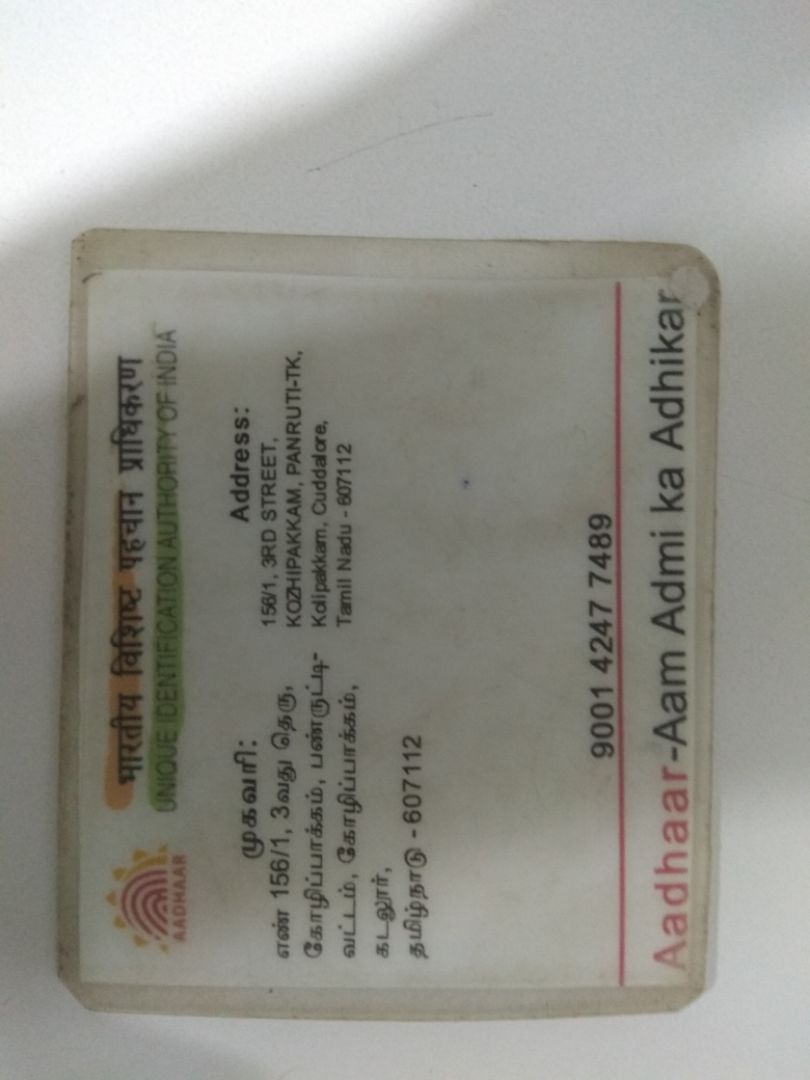 भारतीय विशिष्ट पहचान प्राधिकरण
UNIQUE IDENTIFICATION AUTHORITY OF INDIA
AADHAAR
முகவரி:
எண் 156/1, 3வது தெரு,
கோழிப்பாக்கம், பண்ருட்டி-
வட்டம், கோழிப்பாக்கம்,
கடலூர்,
தமிழ்நாடு - 607112
Address:
156/1, 3RD STREET,
KOZHIPAKKAM, PANRUTI-TK,
Kolipakkam, Cuddalore,
Tamil Nadu - 607112
9001 4247 7489
Aadhaar-Aam Admi ka Adhikar